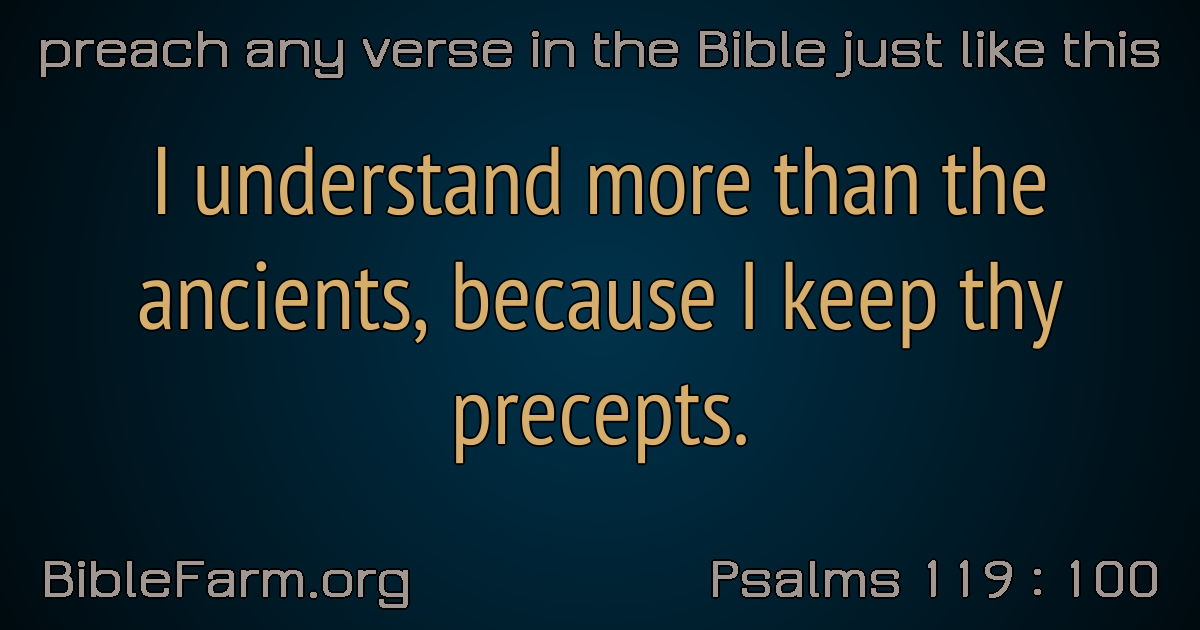 preach any verse in the Bible just like this
I understand more than the
ancients, because I keep thy
precepts.
BibleFarm.org
Psalms 119 : 100